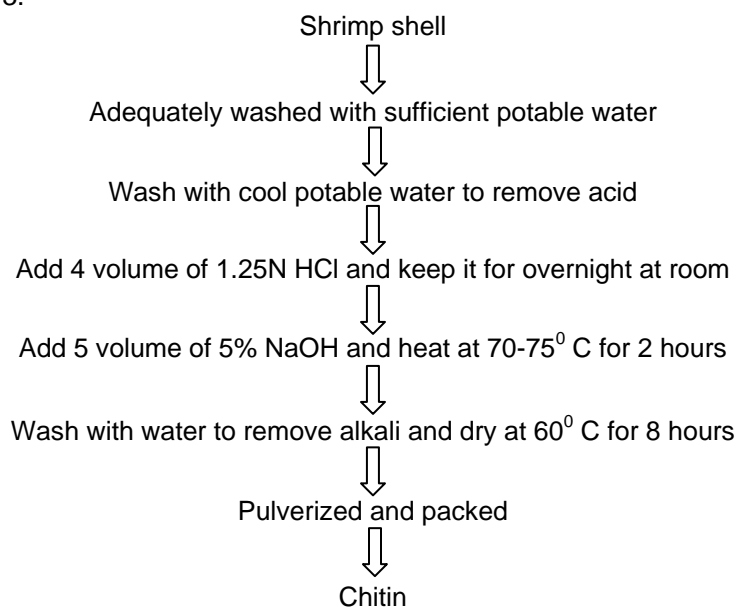 Shrimp shell
Adequately washed with sufficient potable water
Wash with cool potable water to remove acid
Add 4 volume of 1.25N HCl and keep it for overnight at room
Add 5 volume of 5% NaOH and heat at 70-75⁰ C for 2 hours
Wash with water to remove alkali and dry at 60⁰ C for 8 hours
Pulverized and packed
Chitin